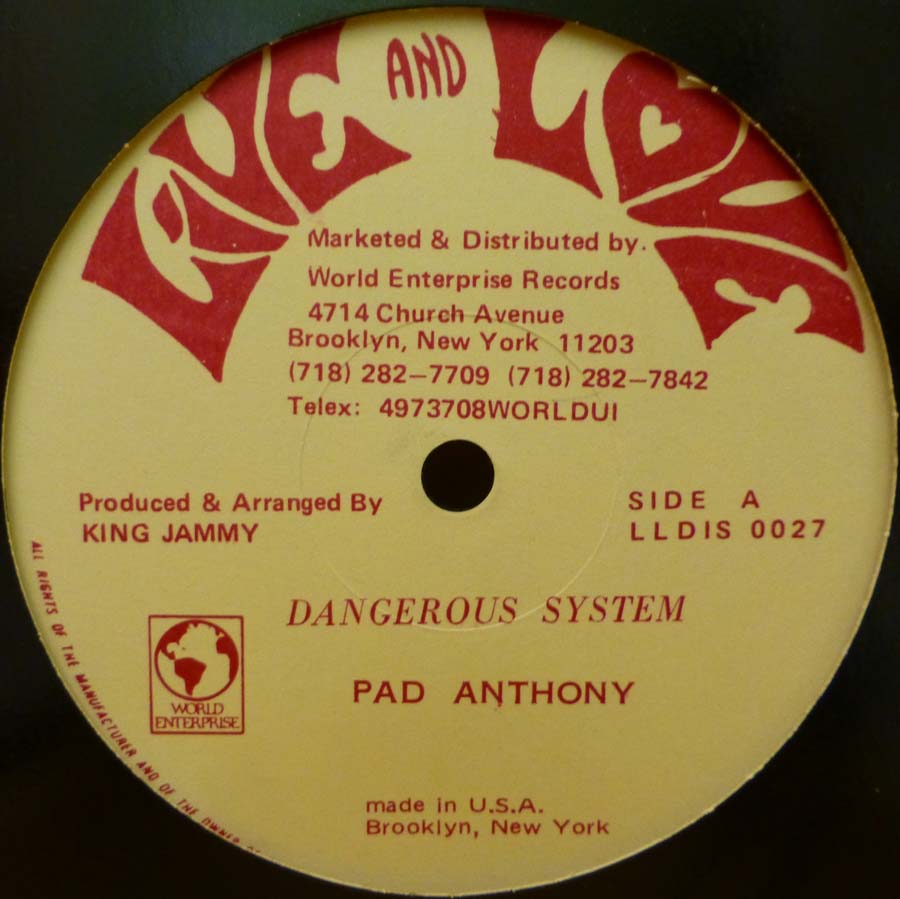 LIVE AND LOVE
Marketed & Distributed by.
World Enterprise Records
4714 Church Avenue
Brooklyn, New York 11203
(718) 282–7709 (718) 282–7842
Telex: 4973708WORLDUI
Produced & Arranged By
KING JAMMY
SIDE A
LLDIS 0027
DANGEROUS SYSTEM
PAD ANTHONY
WORLD
ENTERPRISE
made in U.S.A.
Brooklyn, New York
ALL RIGHTS OF THE MANUFACTURER AND OF THE OWNER OF